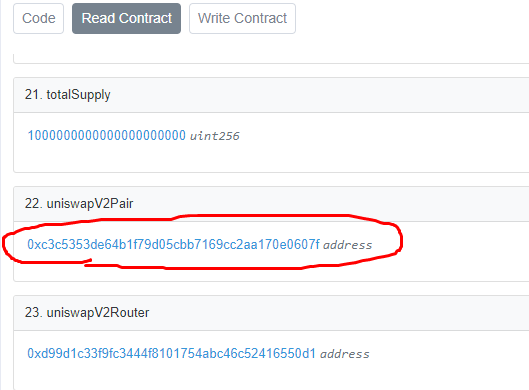 Code Read Contract Write Contract
21. totalSupply
1000000000000000000000 uint256
22. uniswapV2Pair
0xc3c5353de64b1f79d05cbb7169cc2aa170e0607f address
23. uniswapV2Router
0xd99d1c33f9fc3444f8101754abc46c52416550d1 address